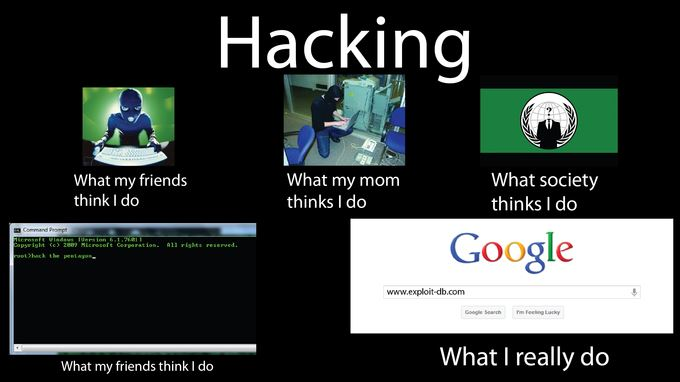 Hacking
What my friends
think I do
What my mom
thinks I do
What society
thinks I do
?
Command Prompt
Microsoft Windows [Version 6.1.7601]
Copyright (c) 2009 Microsoft Corporation.  All rights reserved.
root>hack the pentagon_
What my friends think I do
Google
www.exploit-db.com
Google Search
I'm Feeling Lucky
What I really do